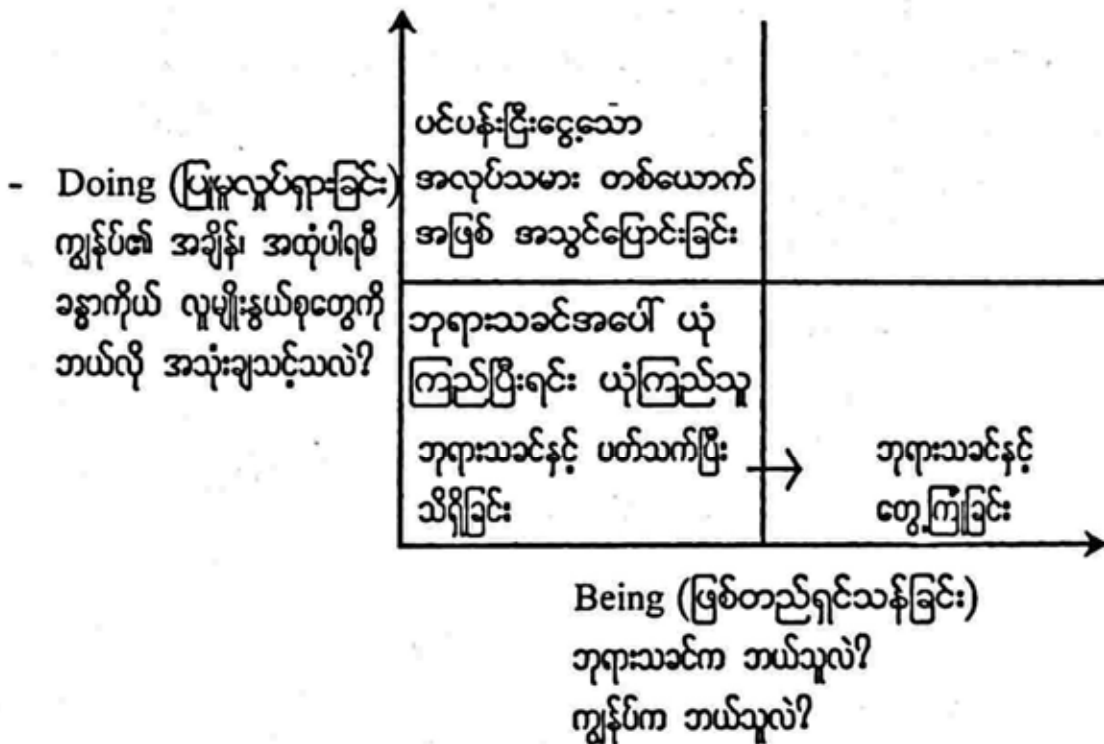 ပင်ပန်းငြီးငွေ့သော
အလုပ်သမား တစ်ယောက်
အဖြစ် အသွင်ပြောင်းခြင်း
- Doing (ပြုမူလှုပ်ရှားခြင်း)
ကျွန်ုပ်၏ အချိန်၊ အထုံပါရမီ
ခန္ဓာကိုယ် လူမျိုးနွယ်စုတွေကို
ဘယ်လို အသုံးချသင့်သလဲ?
ဘုရားသခင်အပေါ် ယုံ
ကြည်ပြီးရင်း ယုံကြည်သူ
ဘုရားသခင်နှင့် ပတ်သက်ပြီး
သိရှိခြင်း
ဘုရားသခင်နှင့်
တွေ့ကြုံခြင်း
Being (ဖြစ်တည်ရှင်သန်ခြင်း)
ဘုရားသခင်က ဘယ်သူလဲ?
ကျွန်ုပ်က ဘယ်သူလဲ?